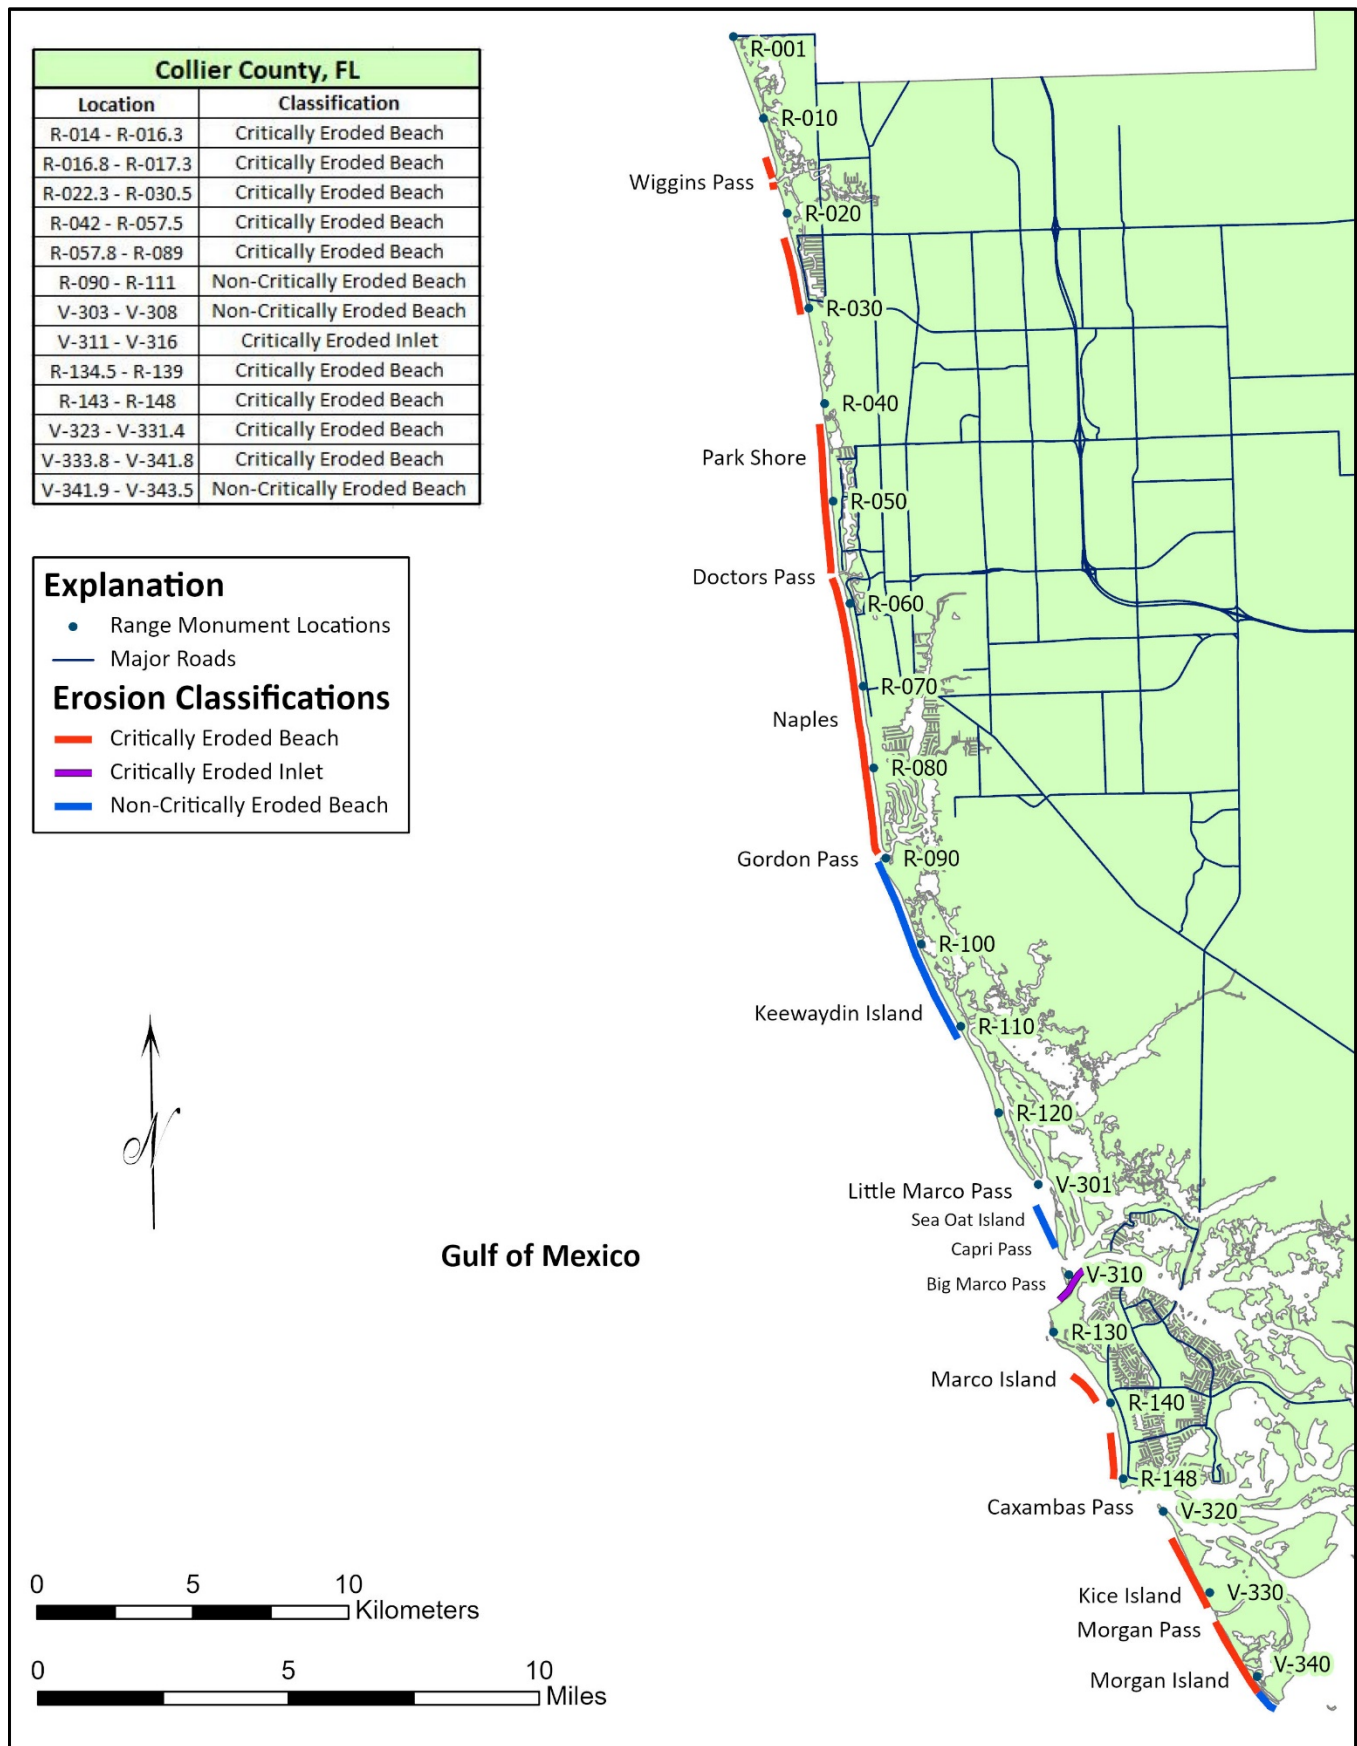 Collier County, FL
Location Classification
R-014 - R-016.3 Critically Eroded Beach
R-016.8 - R-017.3 Critically Eroded Beach
R-022.3 - R-030.5 Critically Eroded Beach
R-042 - R-057.5 Critically Eroded Beach
R-057.8 - R-089 Critically Eroded Beach
R-090 - R-111 Non-Critically Eroded Beach
V-303 - V-308 Non-Critically Eroded Beach
V-311 - V-316 Critically Eroded Inlet
R-134.5 - R-139 Critically Eroded Beach
R-143 - R-148 Critically Eroded Beach
V-323 - V-331.4 Critically Eroded Beach
V-333.8 - V-341.8 Critically Eroded Beach
V-341.9 - V-343.5 Non-Critically Eroded Beach
Explanation
Range Monument Locations
Major Roads
Erosion Classifications
Critically Eroded Beach
Critically Eroded Inlet
Non-Critically Eroded Beach
R-001
R-010
Wiggins Pass
R-020
R-030
R-040
Park Shore
R-050
Doctors Pass
R-060
R-070
Naples
R-080
Gordon Pass
R-090
R-100
Keewaydin Island
R-110
R-120
Little Marco Pass
V-301
Sea Oat Island
Capri Pass
Gulf of Mexico
Big Marco Pass
V-310
R-130
Marco Island
R-140
R-148
Caxambas Pass
V-320
Kice Island
V-330
Morgan Pass
Morgan Island
V-340
N
0 5 10
Kilometers
0 5 10
Miles